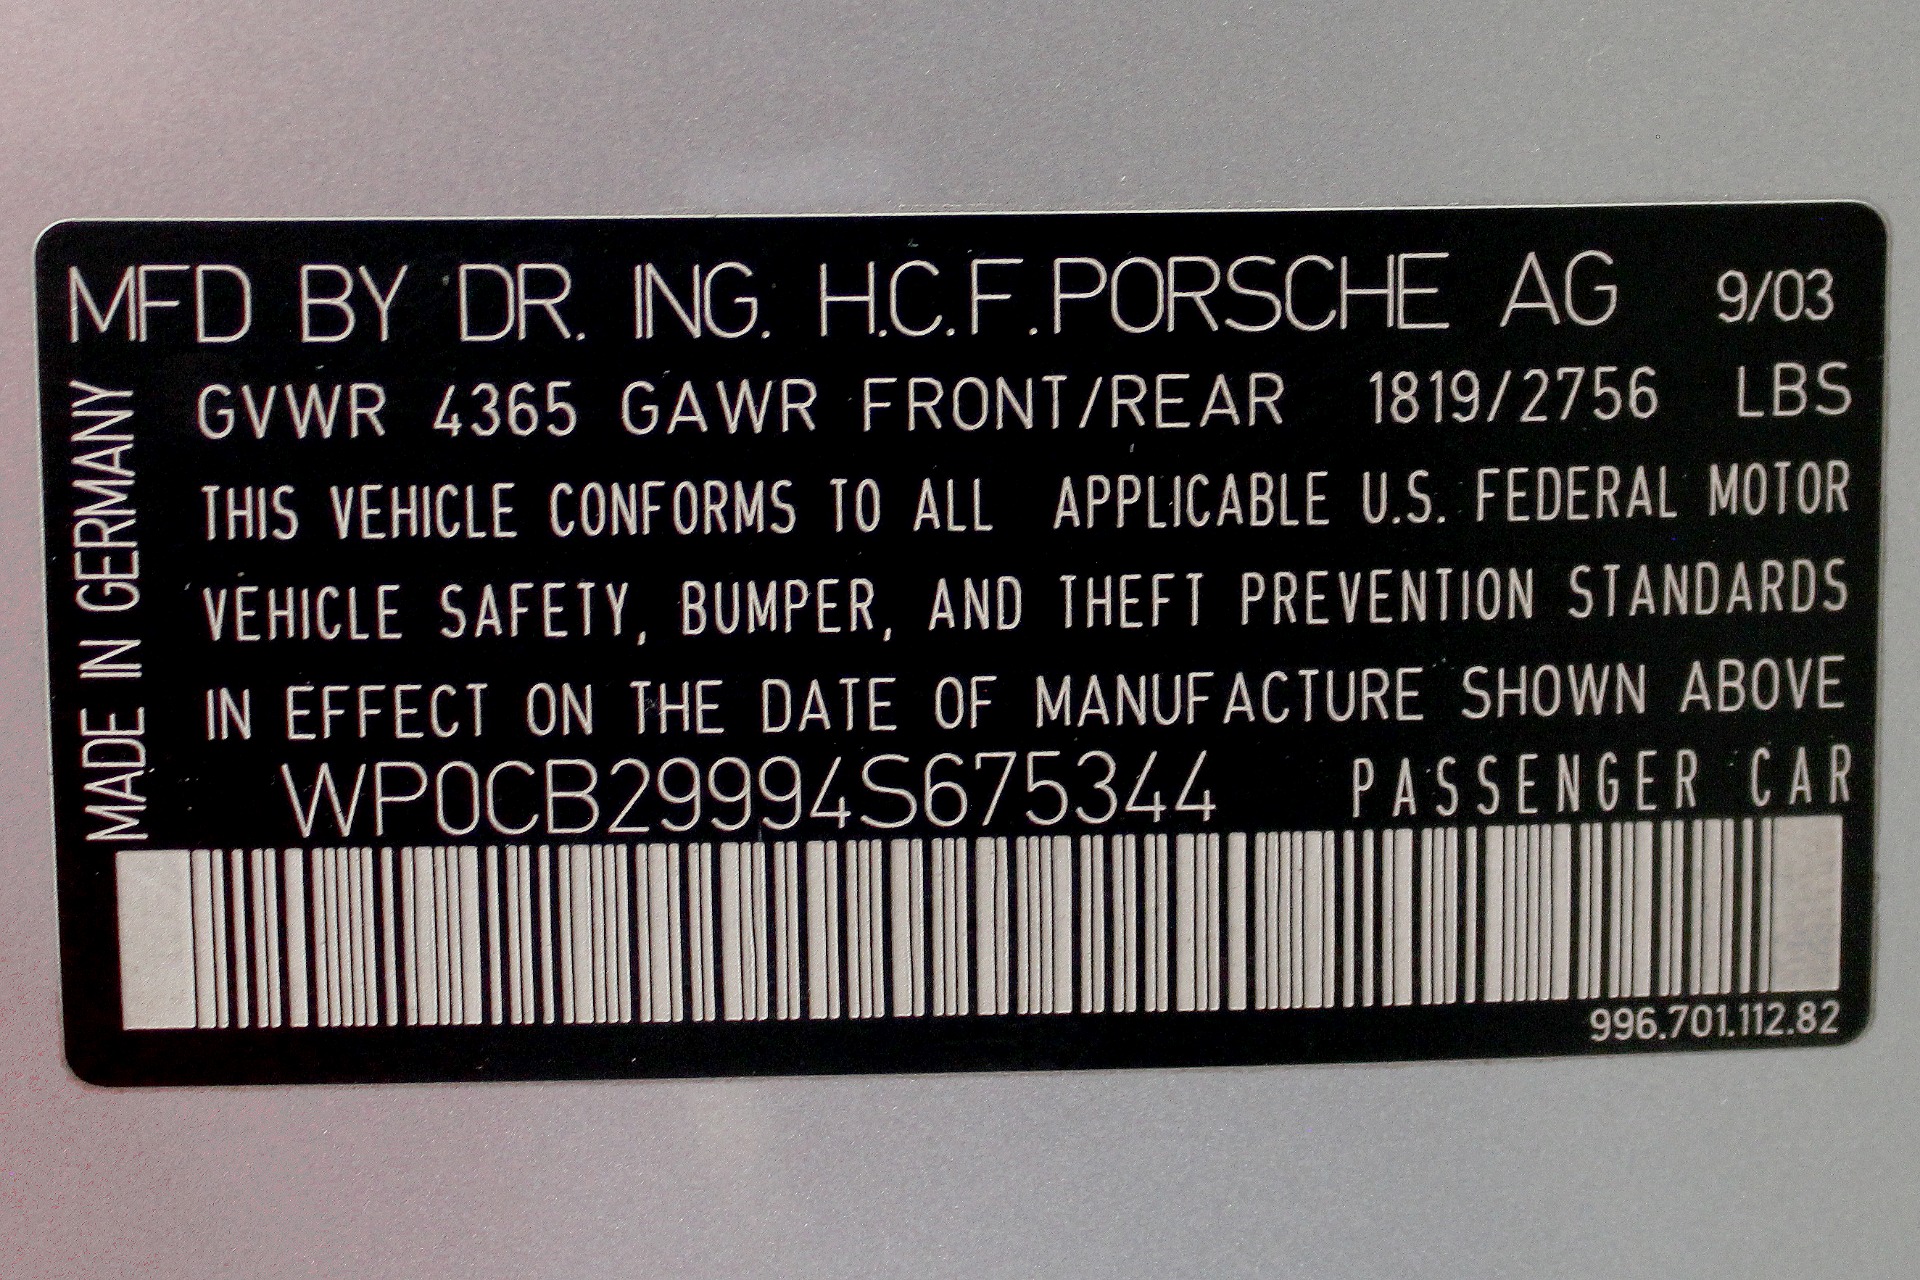 MFD BY DR. ING. H.C.F.PORSCHE AG 9/03
GVWR 4365 GAWR FRONT/REAR 1819/2756 LBS
THIS VEHICLE CONFORMS TO ALL APPLICABLE U.S. FEDERAL MOTOR
VEHICLE SAFETY, BUMPER, AND THEFT PREVENTION STANDARDS
IN EFFECT ON THE DATE OF MANUFACTURE SHOWN ABOVE
WP0CB29994S675344 PASSENGER CAR
996.701.112.82
MADE IN GERMANY